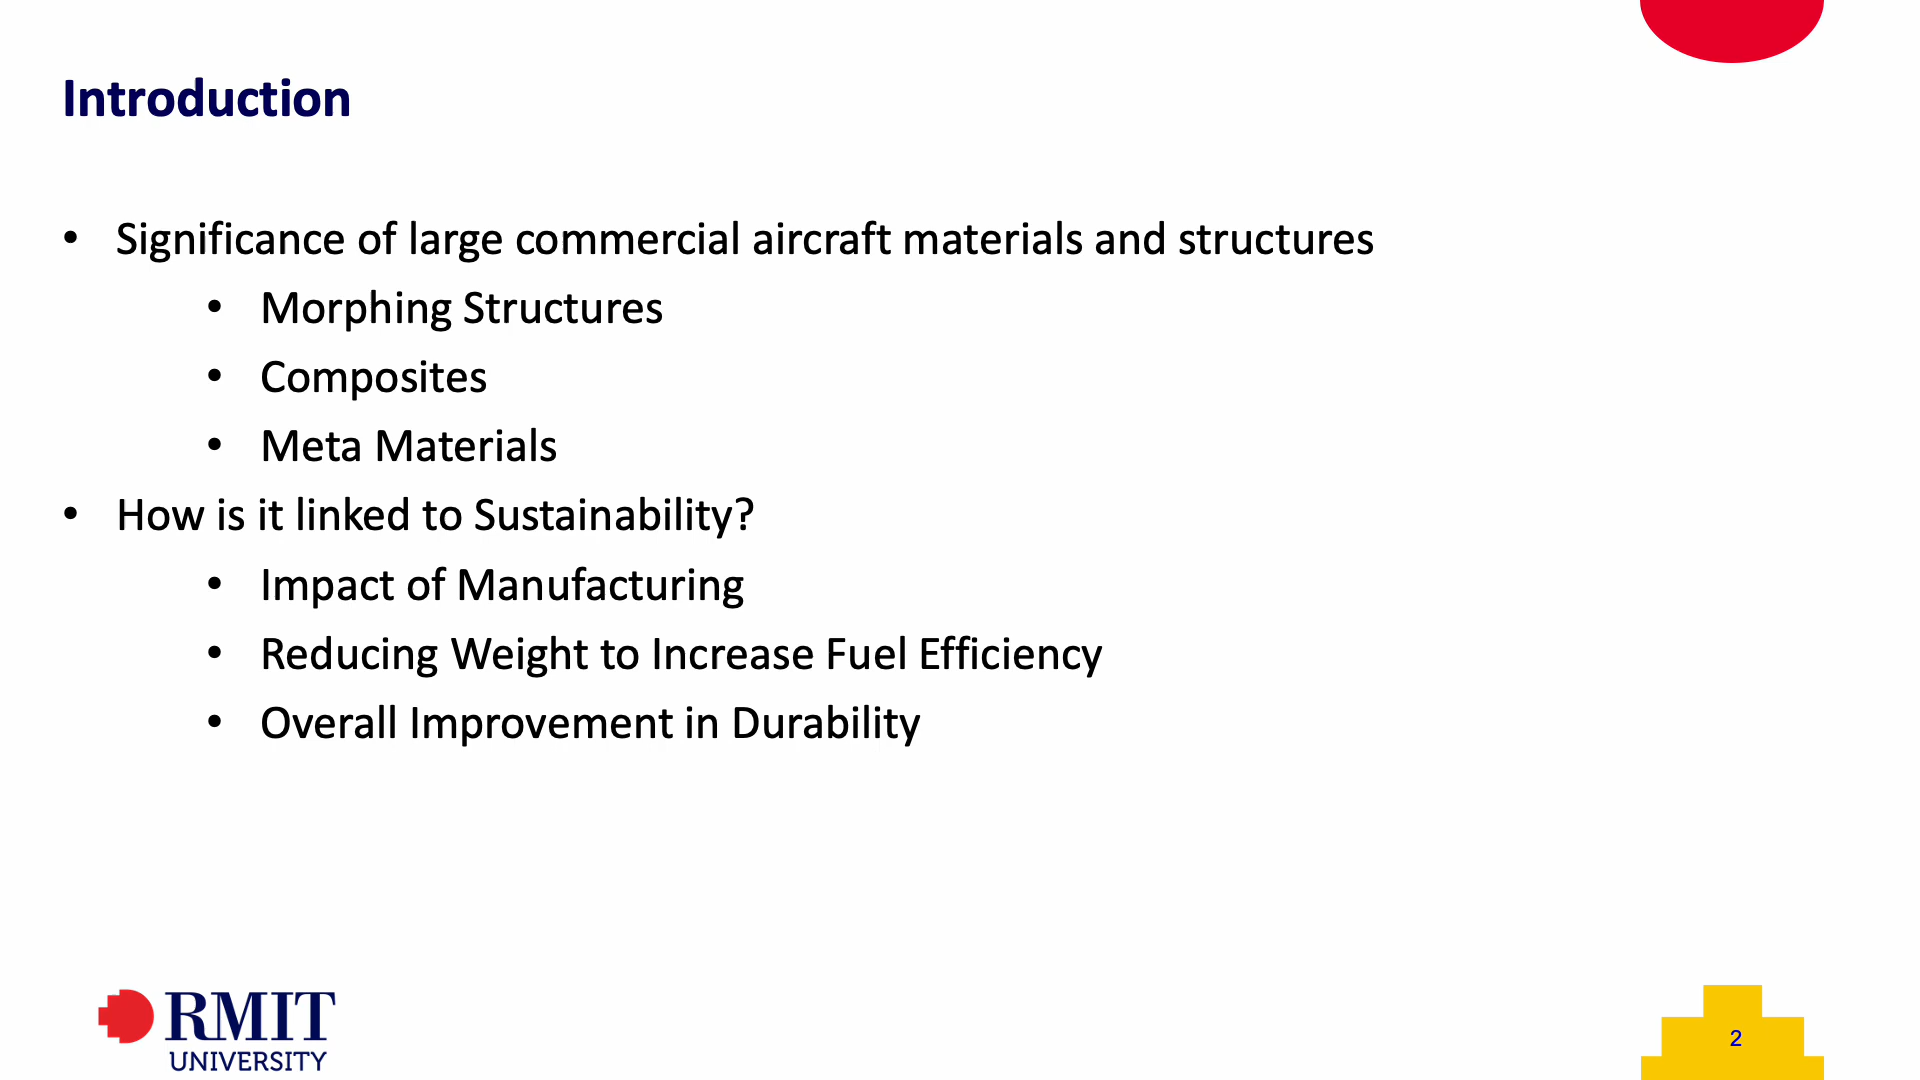 Introduction
• Significance of large commercial aircraft materials and structures
• Morphing Structures
• Composites
• Meta Materials
• How is it linked to Sustainability?
• Impact of Manufacturing
• Reducing Weight to Increase Fuel Efficiency
• Overall Improvement in Durability
RMIT
UNIVERSITY
2